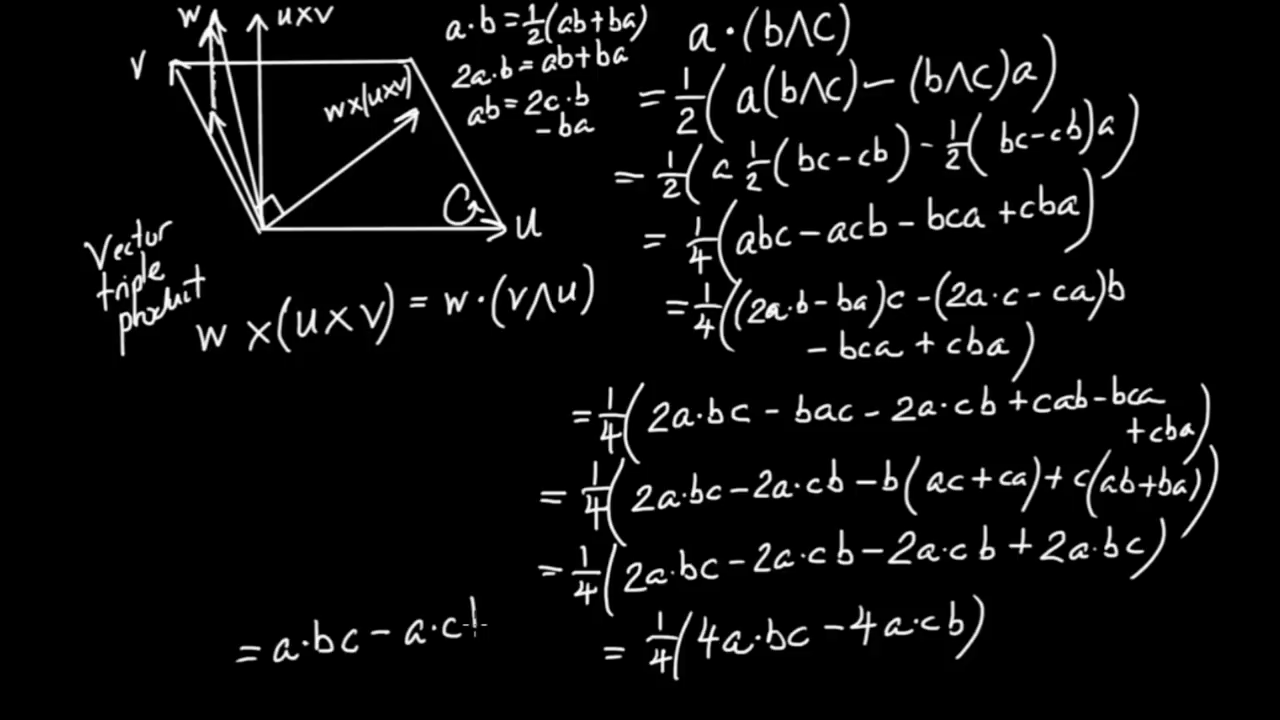 w u×v
v
w×(u×v)
u
Vector
triple
product
w×(u×v) = w·(v∧u)
a·b = 1/2(ab+ba)
2a·b = ab+ba
ab = 2c·b
-ba
a·(b∧c)
= 1/2(a(b∧c) - (b∧c)a)
= 1/2(a 1/2(bc-cb) - 1/2(bc-cb)a)
= 1/4(abc - acb - bca + cba)
= 1/4((2a·b - ba)c - (2a·c - ca)b
- bca + cba)
= 1/4(2a·bc - bac - 2a·cb + cab - bca
+cba)
= 1/4(2a·bc - 2a·cb - b(ac+ca) + c(ab+ba))
= 1/4(2a·bc - 2a·cb - 2a·cb + 2a·bc)
= 1/4(4a·bc - 4a·cb)
= a·bc - a·c